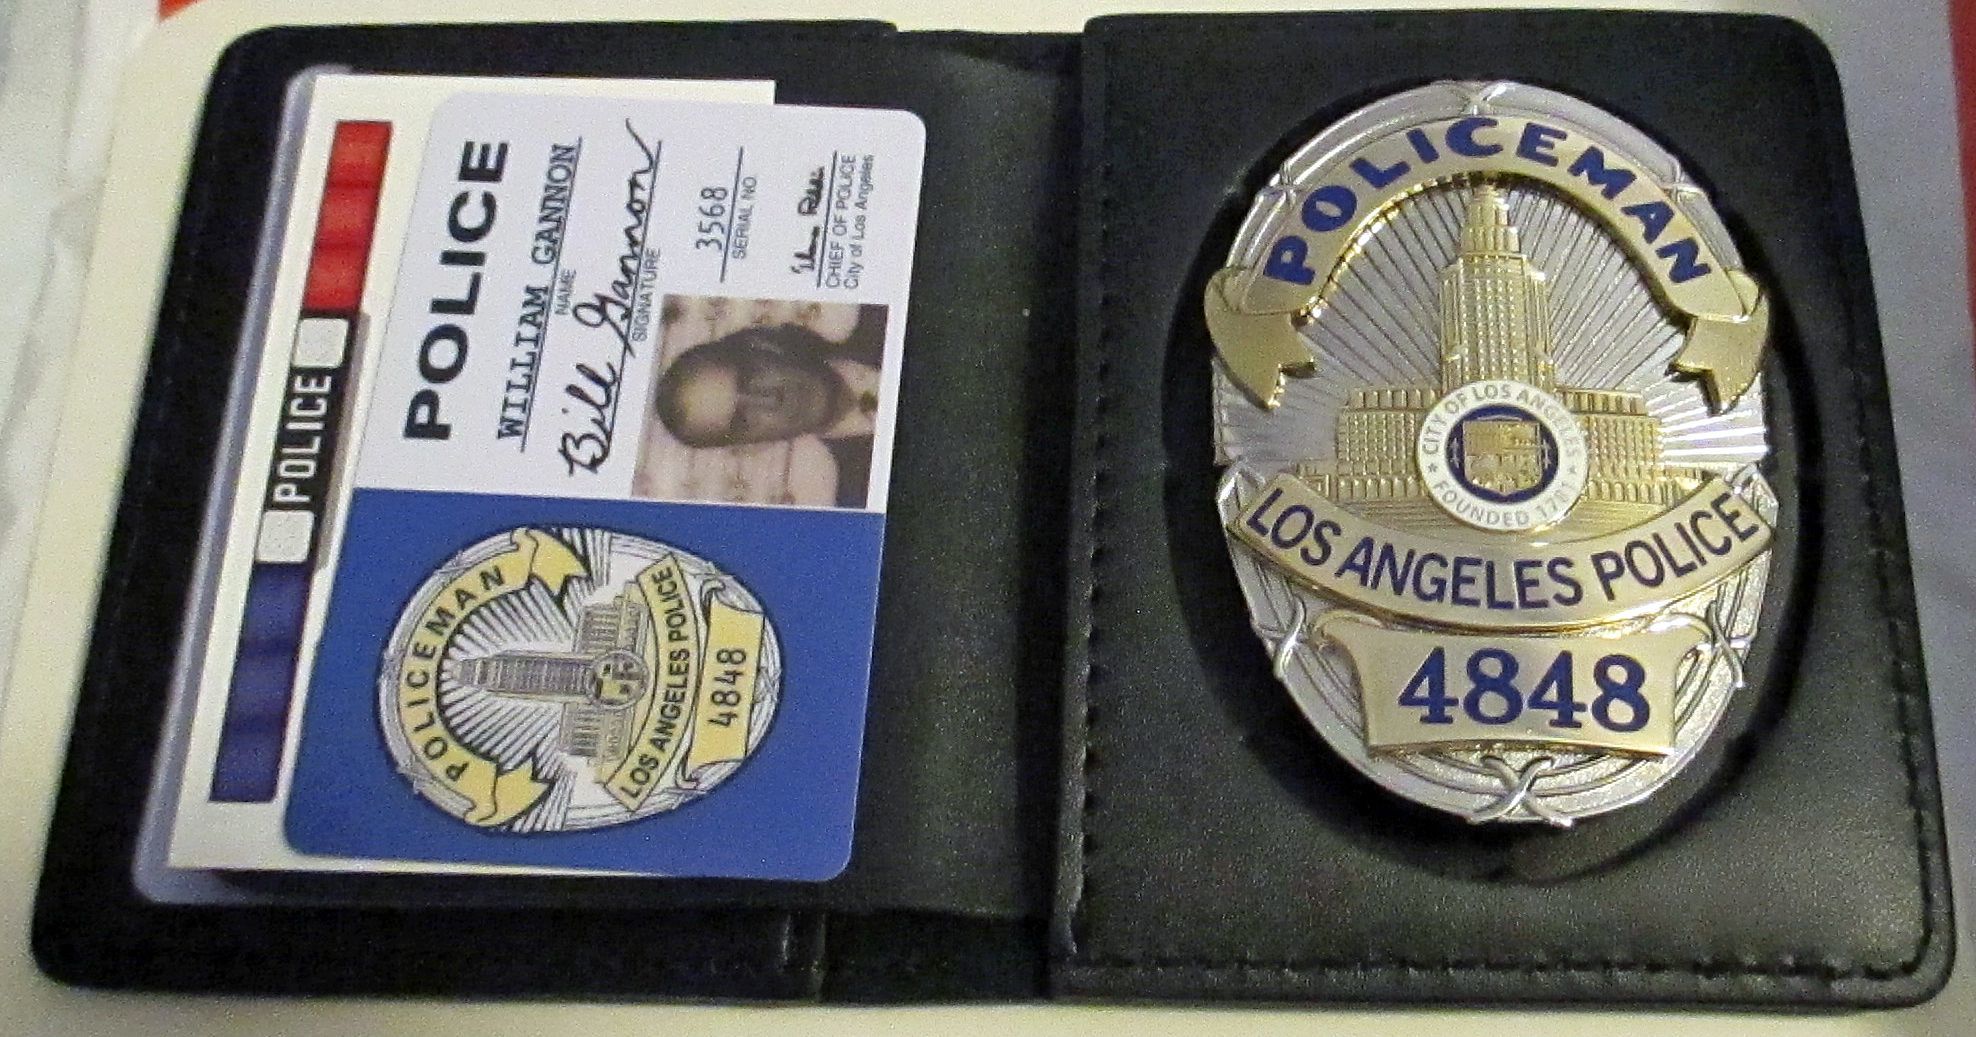 POLICE
POLICE
WILLIAM GANNON
NAME
Bill Gannon
SIGNATURE
3568
SERIAL NO.
CHIEF OF POLICE
City of Los Angeles
POLICEMAN
LOS ANGELES POLICE
4848
POLICEMAN
CITY OF LOS ANGELES
FOUNDED 1781
LOS ANGELES POLICE
4848